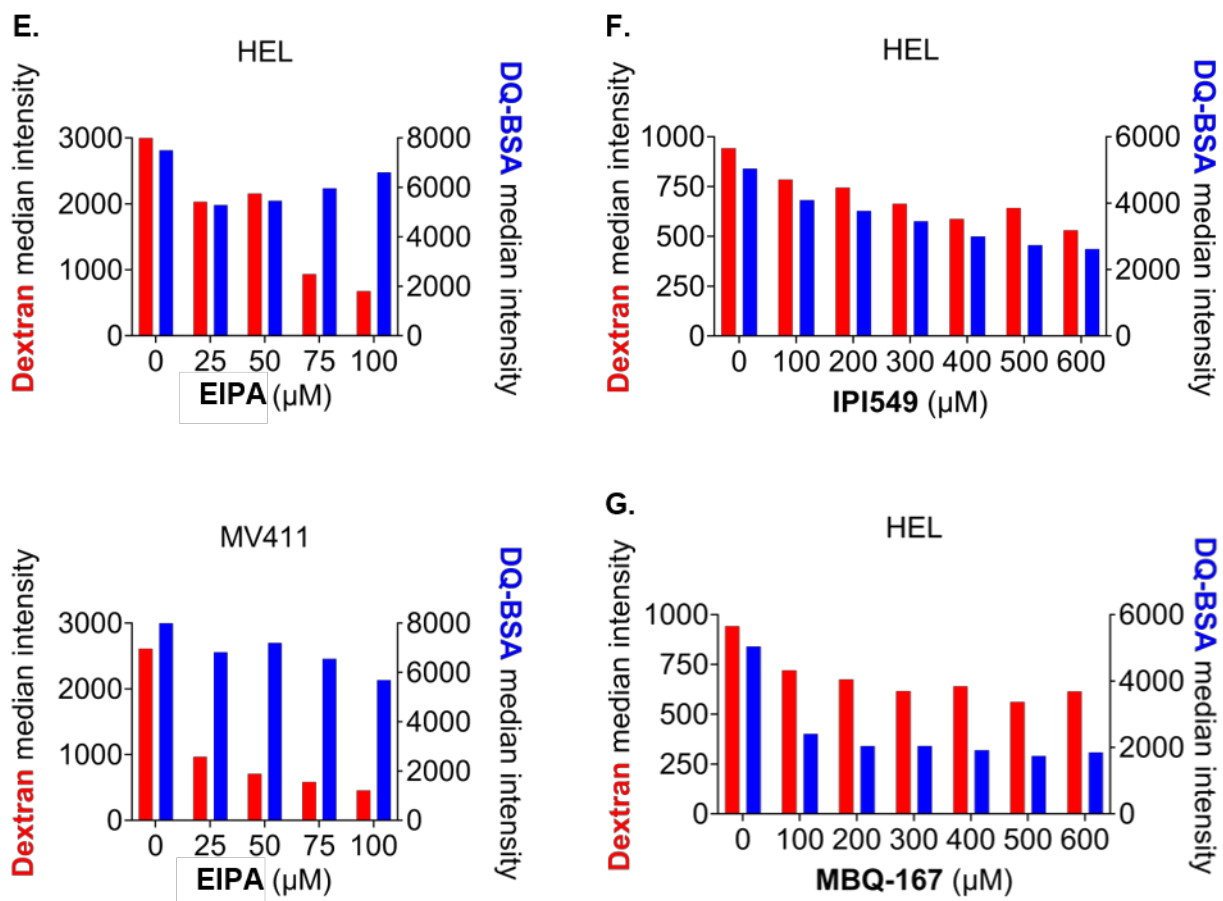 E.
HEL
Dextran median intensity
3000
2000
1000
0
DQ-BSA median intensity
8000
6000
4000
2000
0
0 25 50 75 100
EIPA (µM)
F.
HEL
Dextran median intensity
1000
750
500
250
0
DQ-BSA median intensity
6000
4000
2000
0
0 100 200 300 400 500 600
IPI549 (µM)
MV411
Dextran median intensity
3000
2000
1000
0
DQ-BSA median intensity
8000
6000
4000
2000
0
0 25 50 75 100
EIPA (µM)
G.
HEL
Dextran median intensity
1000
750
500
250
0
DQ-BSA median intensity
6000
4000
2000
0
0 100 200 300 400 500 600
MBQ-167 (µM)